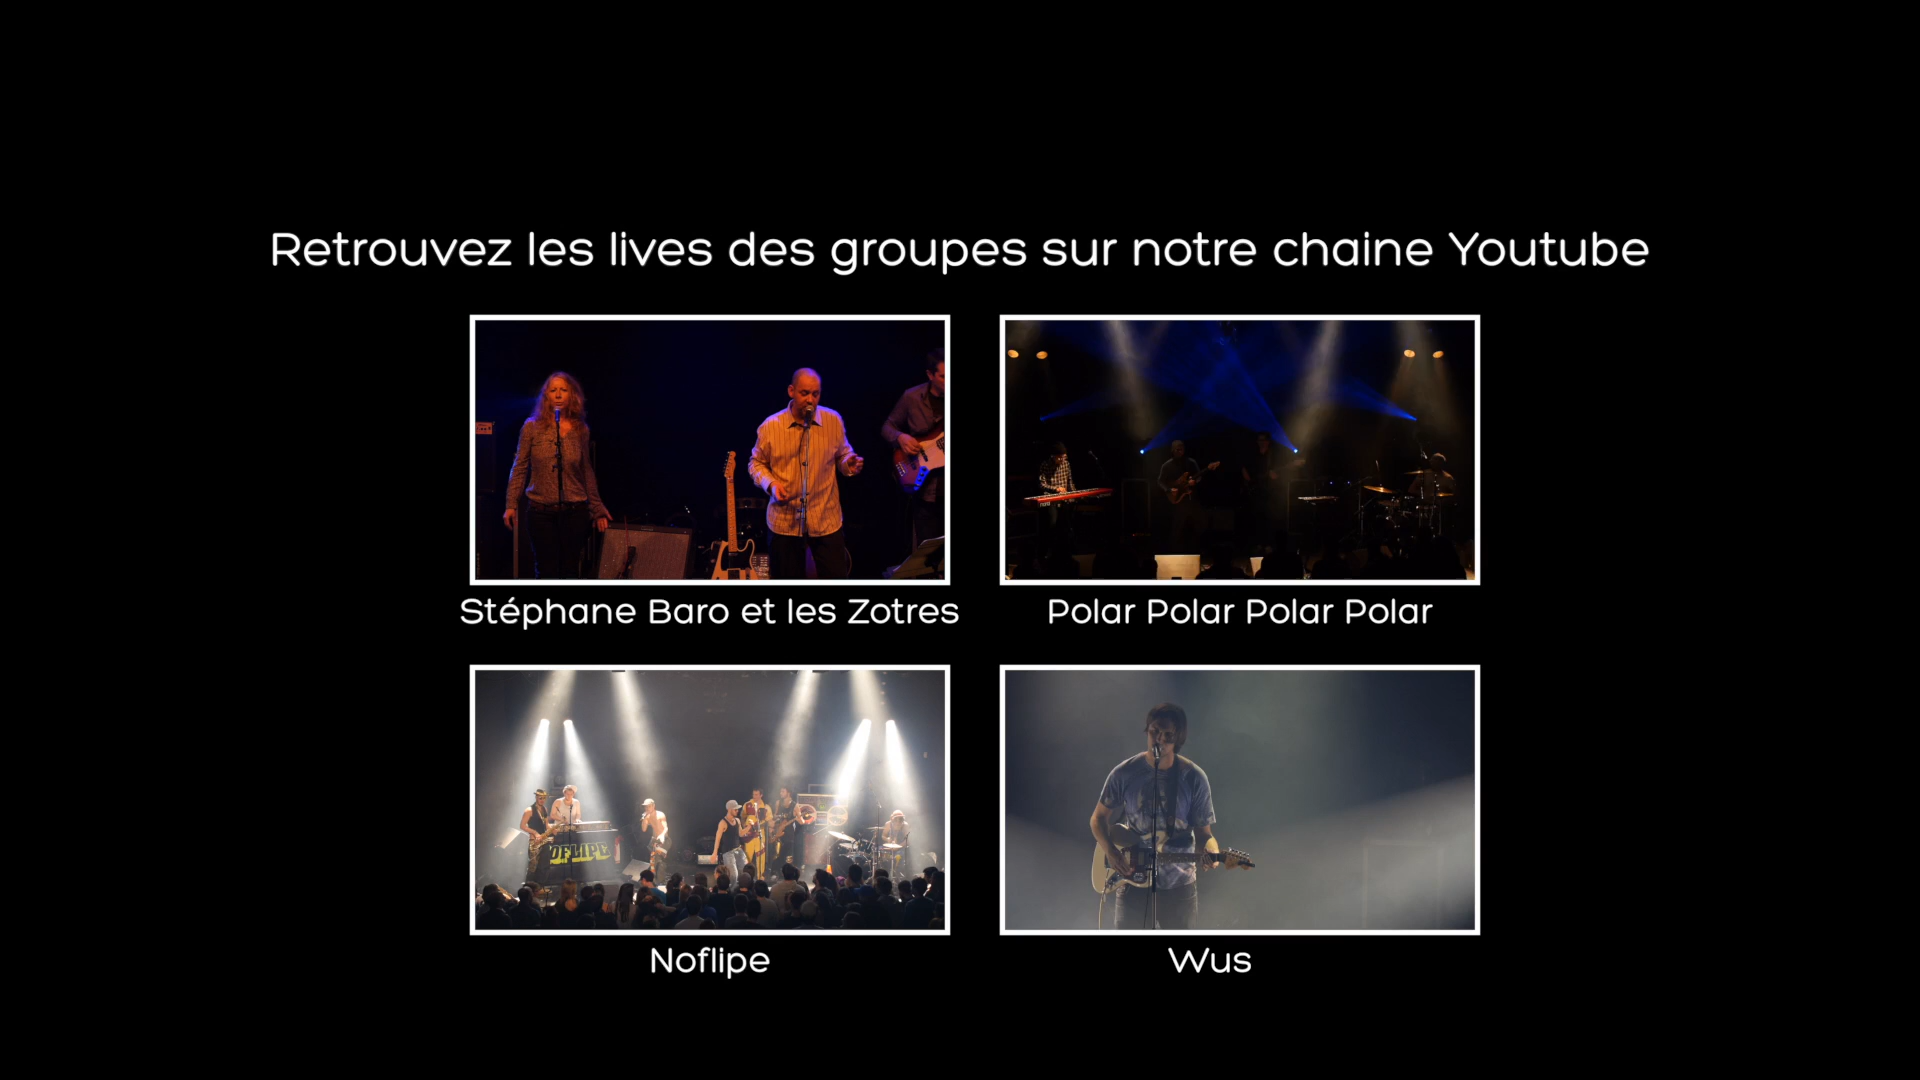 Retrouvez les lives des groupes sur notre chaine Youtube
Stéphane Baro et les Zotres
Polar Polar Polar Polar
OFLIPE
Noflipe
Wus